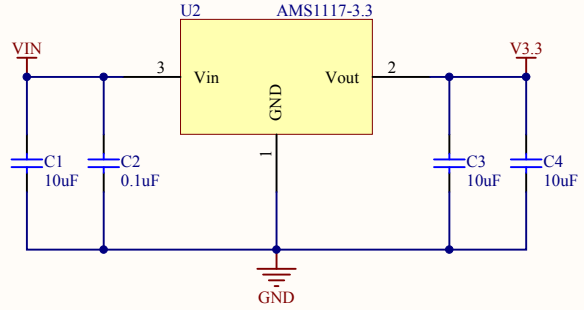 U2
AMS1117-3.3
VIN
V3.3
3
Vin
Vout
2
GND
1
C1
10uF
C2
0.1uF
C3
10uF
C4
10uF
GND